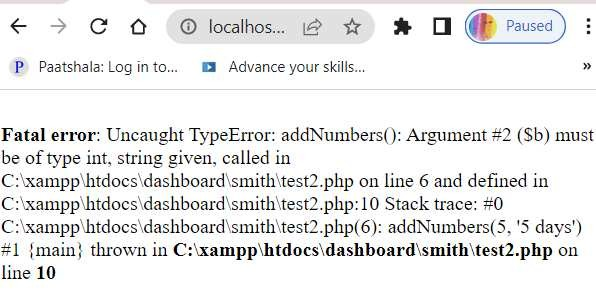 localhos...
Paused
P Paatshala: Log in to... Advance your skills... »
Fatal error: Uncaught TypeError: addNumbers(): Argument #2 ($b) must
be of type int, string given, called in
C:\xampp\htdocs\dashboard\smith\test2.php on line 6 and defined in
C:\xampp\htdocs\dashboard\smith\test2.php:10 Stack trace: #0
C:\xampp\htdocs\dashboard\smith\test2.php(6): addNumbers(5, '5 days')
#1 {main} thrown in C:\xampp\htdocs\dashboard\smith\test2.php on
line 10